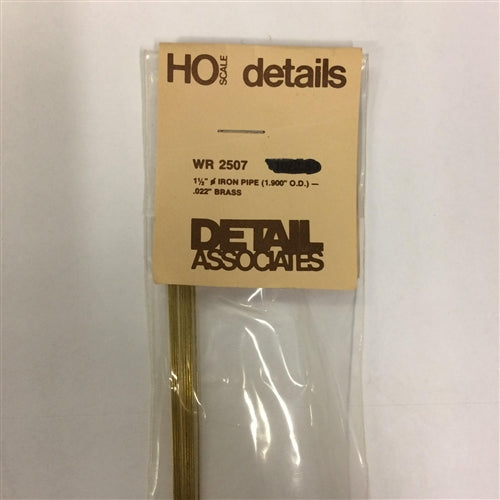 HO SCALE details
WR 2507
1½" ⌀ IRON PIPE (1.900" O.D.) —
.022" BRASS
DETAIL
ASSOCIATES